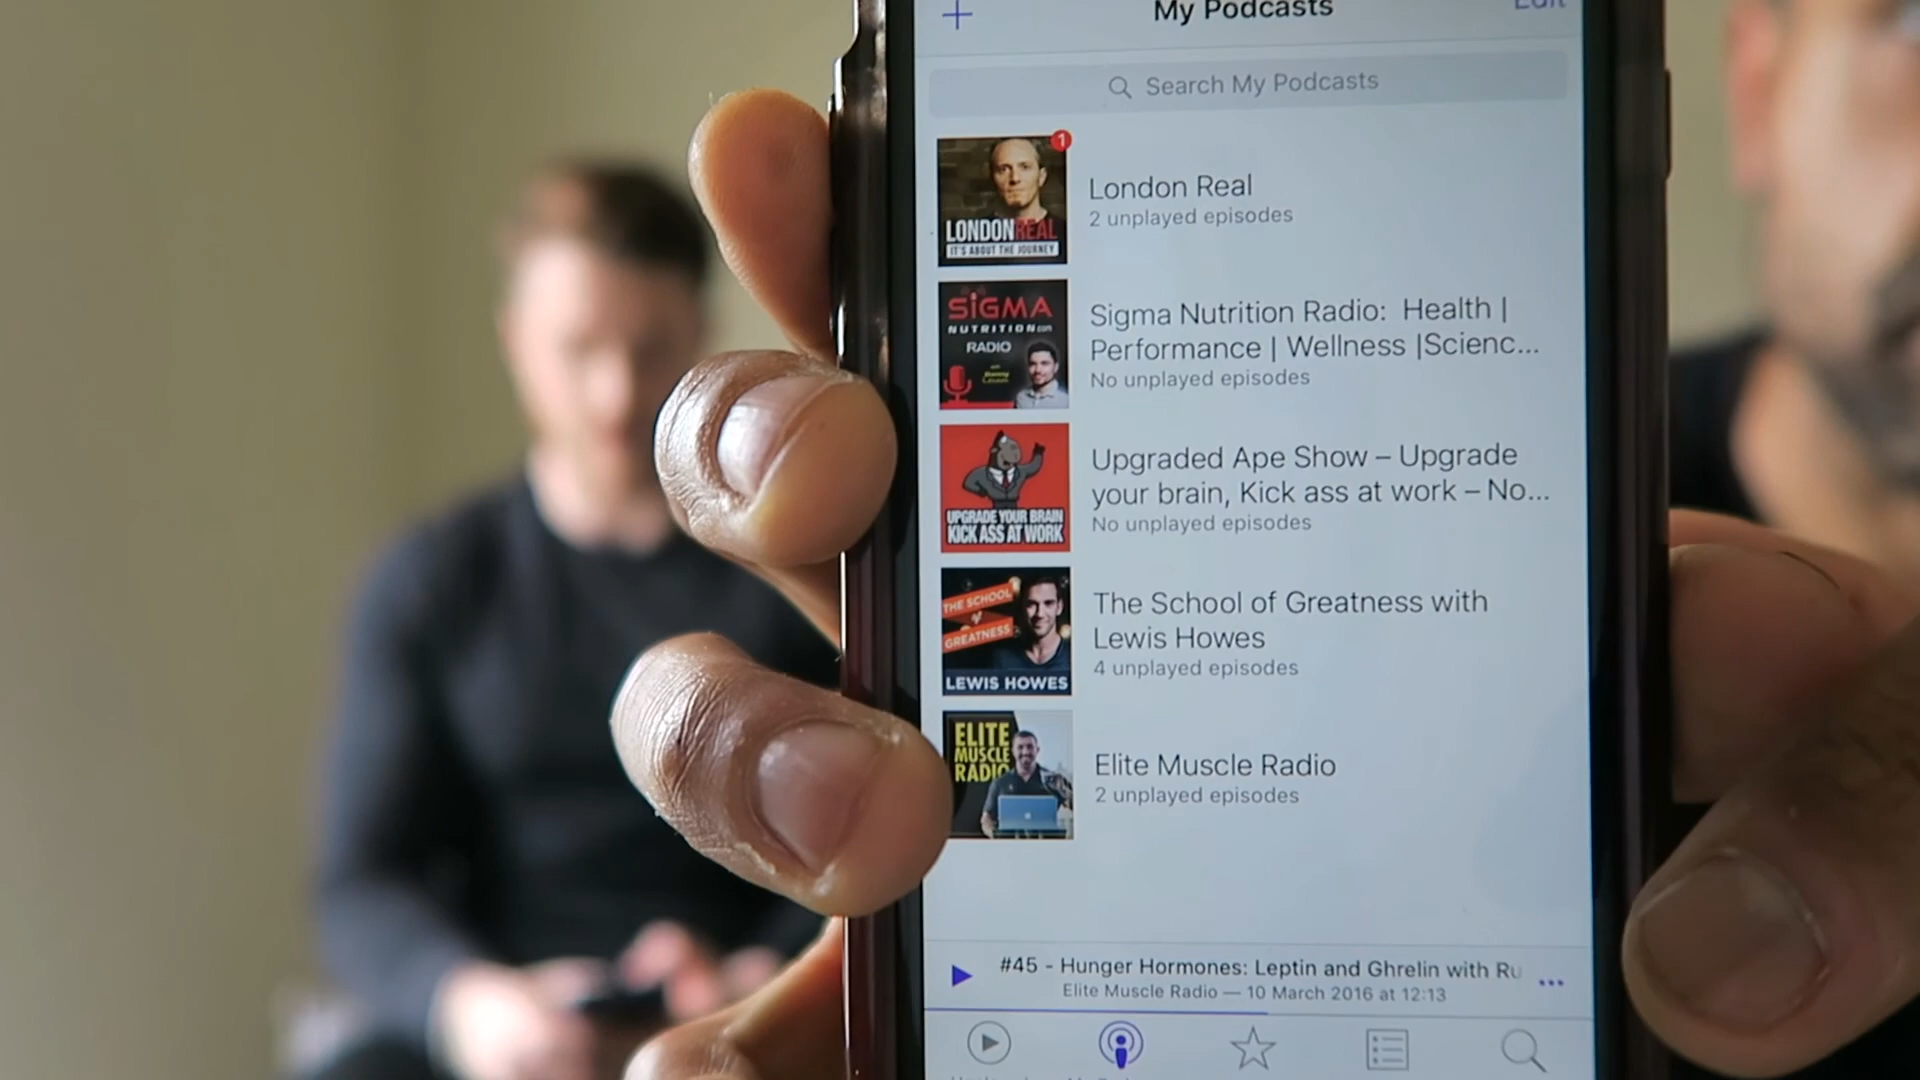 My Podcasts
Edit
Search My Podcasts
1
LONDON REAL
IT'S ABOUT THE JOURNEY
London Real
2 unplayed episodes
SIGMA
NUTRITION.com
RADIO
Sigma Nutrition Radio: Health |
Performance | Wellness |Scienc...
No unplayed episodes
UPGRADE YOUR BRAIN
KICK ASS AT WORK
Upgraded Ape Show – Upgrade
your brain, Kick ass at work – No...
No unplayed episodes
THE SCHOOL
of
GREATNESS
LEWIS HOWES
The School of Greatness with
Lewis Howes
4 unplayed episodes
ELITE
MUSCLE
RADIO
Elite Muscle Radio
2 unplayed episodes
#45 - Hunger Hormones: Leptin and Ghrelin with Ru
Elite Muscle Radio — 10 March 2016 at 12:13